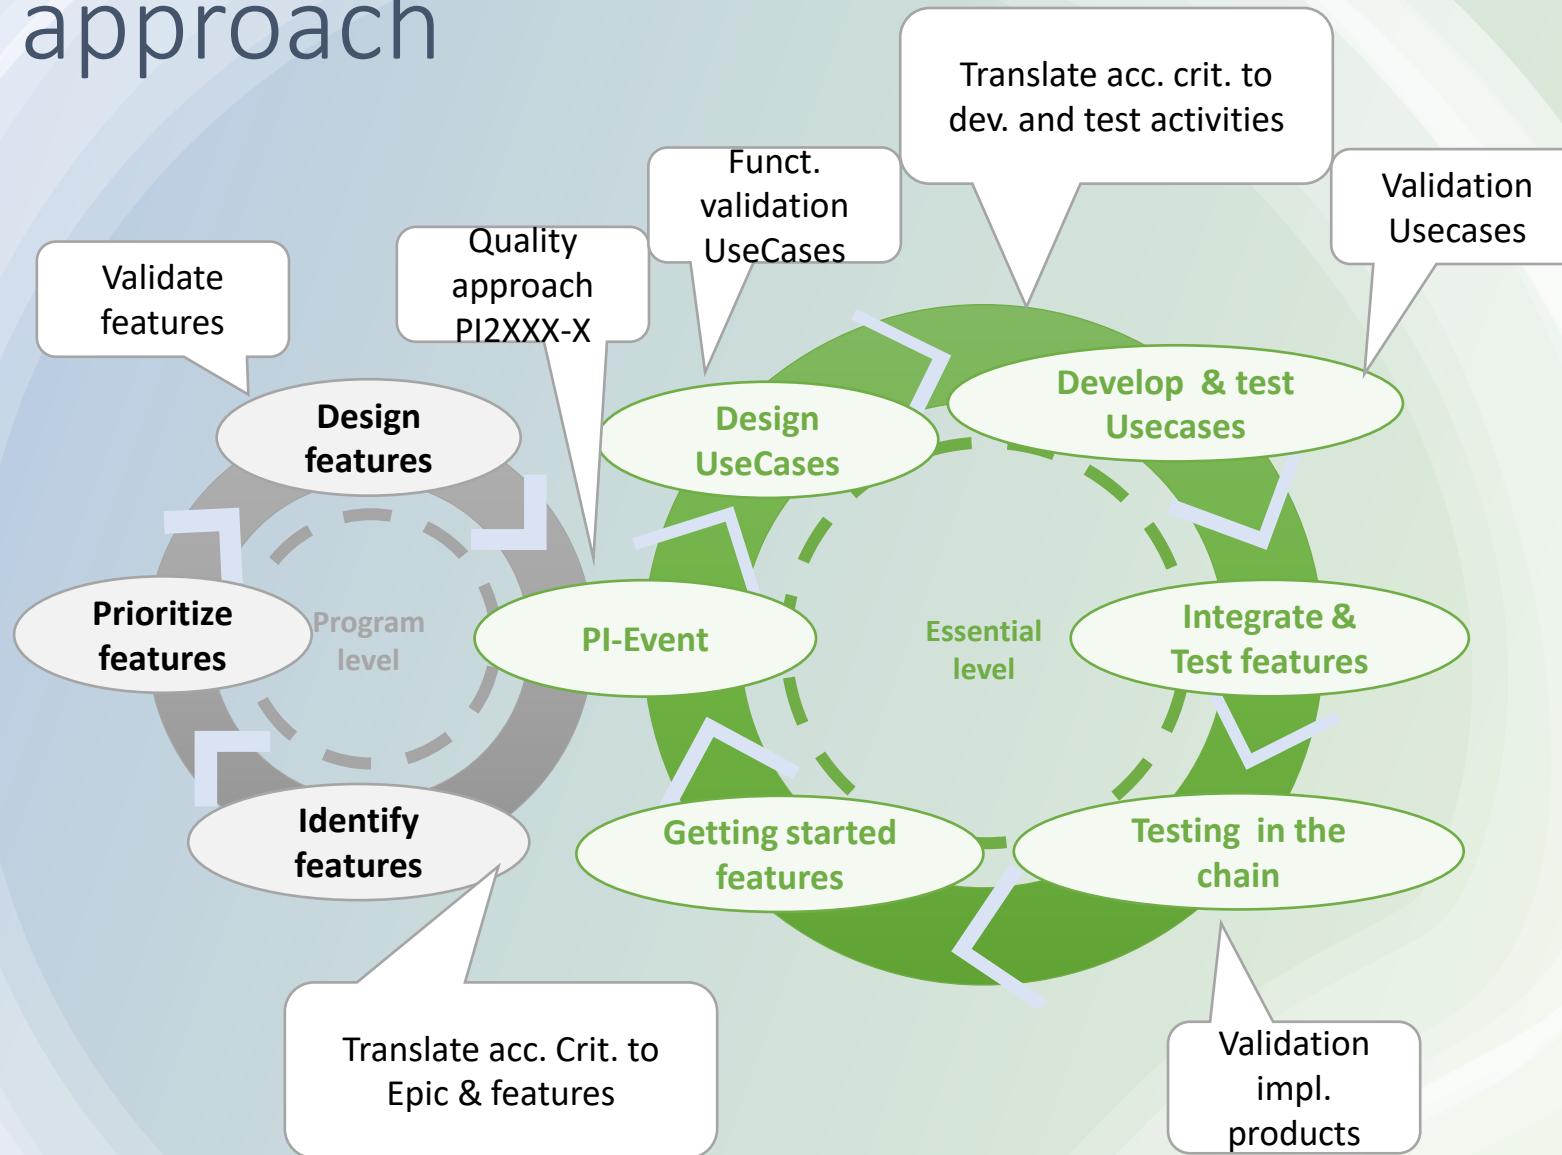 approach
Translate acc. crit. to
dev. and test activities
Funct.
validation
UseCases
Validation
Usecases
Quality
approach
PI2XXX-X
Validate
features
Design
features
Design
UseCases
Develop & test
Usecases
Prioritize
features
Program
level
PI-Event
Essential
level
Integrate &
Test features
Identify
features
Getting started
features
Testing in the
chain
Translate acc. Crit. to
Epic & features
Validation
impl.
products